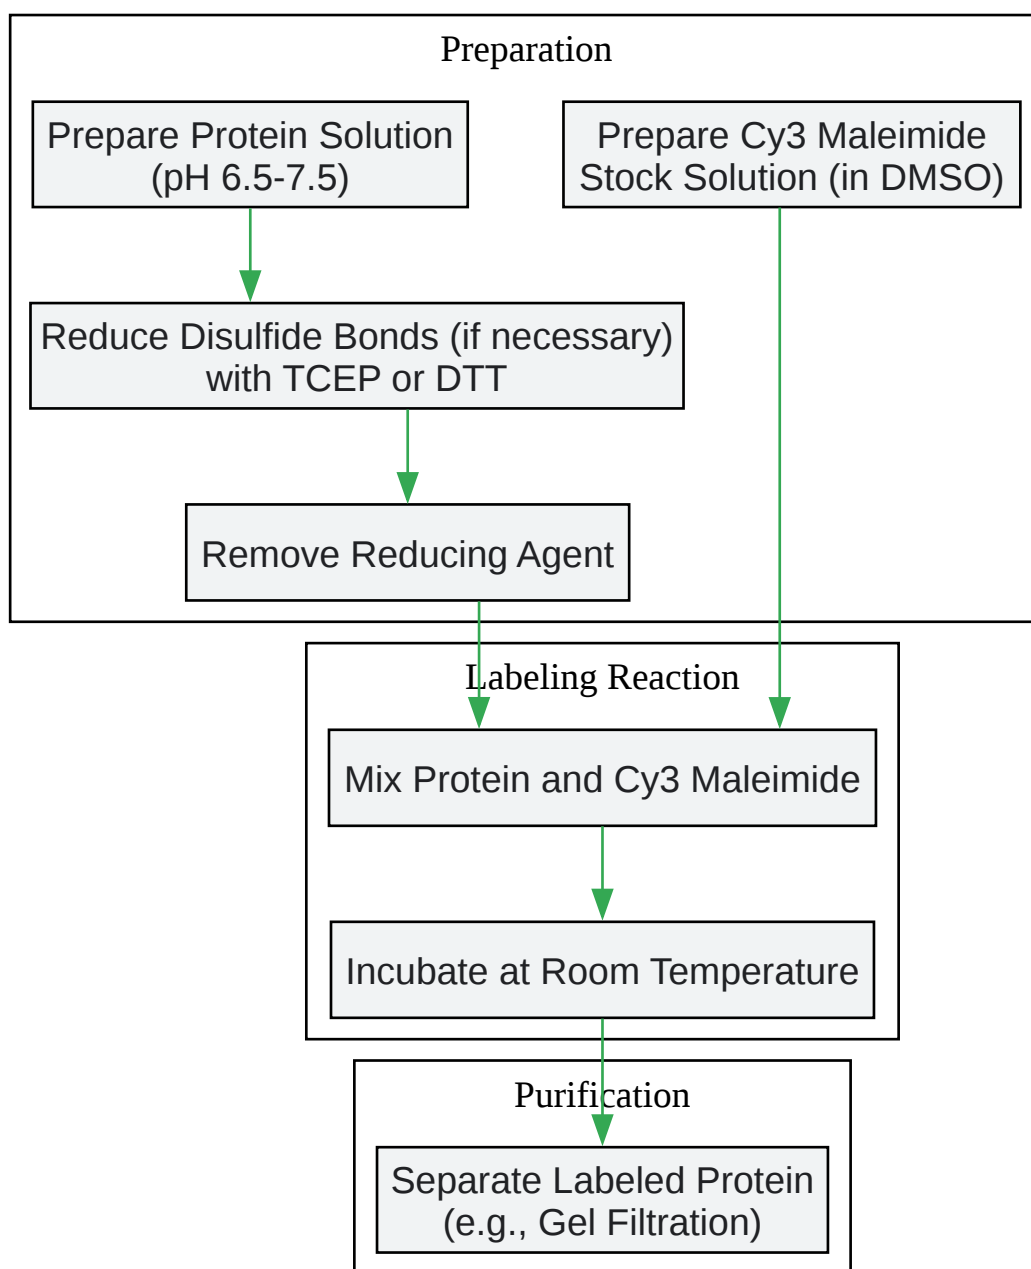 Preparation
Prepare Protein Solution
(pH 6.5-7.5)
Prepare Cy3 Maleimide
Stock Solution (in DMSO)
Reduce Disulfide Bonds (if necessary)
with TCEP or DTT
Remove Reducing Agent
Labeling Reaction
Mix Protein and Cy3 Maleimide
Incubate at Room Temperature
Purification
Separate Labeled Protein
(e.g., Gel Filtration)